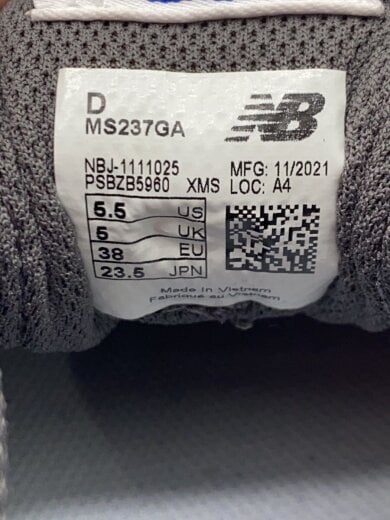 D
MS237GA
NB
NBJ-1111025 MFG: 11/2021
PSBZB5960 XMS LOC: A4
5.5 US
5 UK
38 EU
23.5 JPN
Made in Vietnam
Fabriqué au Vietnam